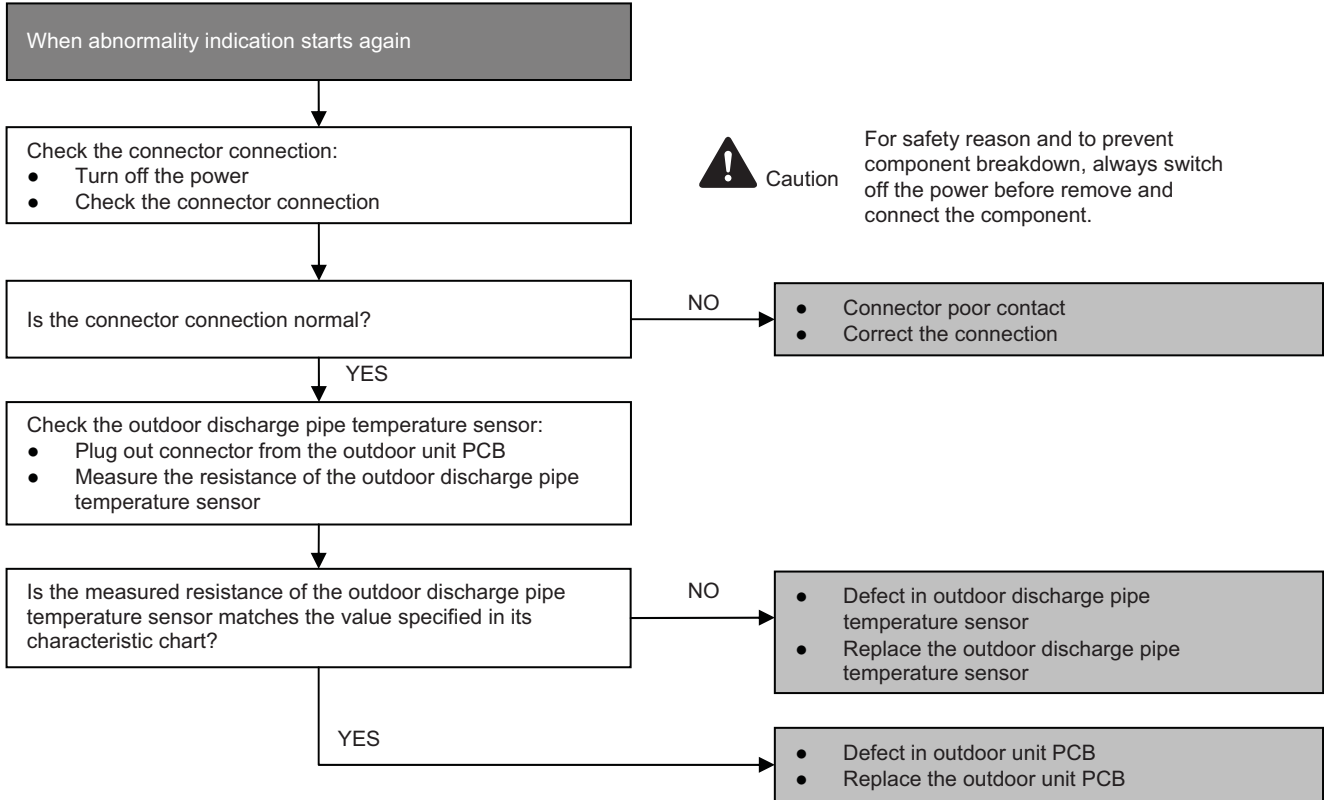 When abnormality indication starts again
Check the connector connection:
● Turn off the power
● Check the connector connection
Caution
For safety reason and to prevent
component breakdown, always switch
off the power before remove and
connect the component.
Is the connector connection normal?
NO
● Connector poor contact
● Correct the connection
YES
Check the outdoor discharge pipe temperature sensor:
● Plug out connector from the outdoor unit PCB
● Measure the resistance of the outdoor discharge pipe
temperature sensor
Is the measured resistance of the outdoor discharge pipe
temperature sensor matches the value specified in its
characteristic chart?
NO
● Defect in outdoor discharge pipe
temperature sensor
● Replace the outdoor discharge pipe
temperature sensor
YES
● Defect in outdoor unit PCB
● Replace the outdoor unit PCB